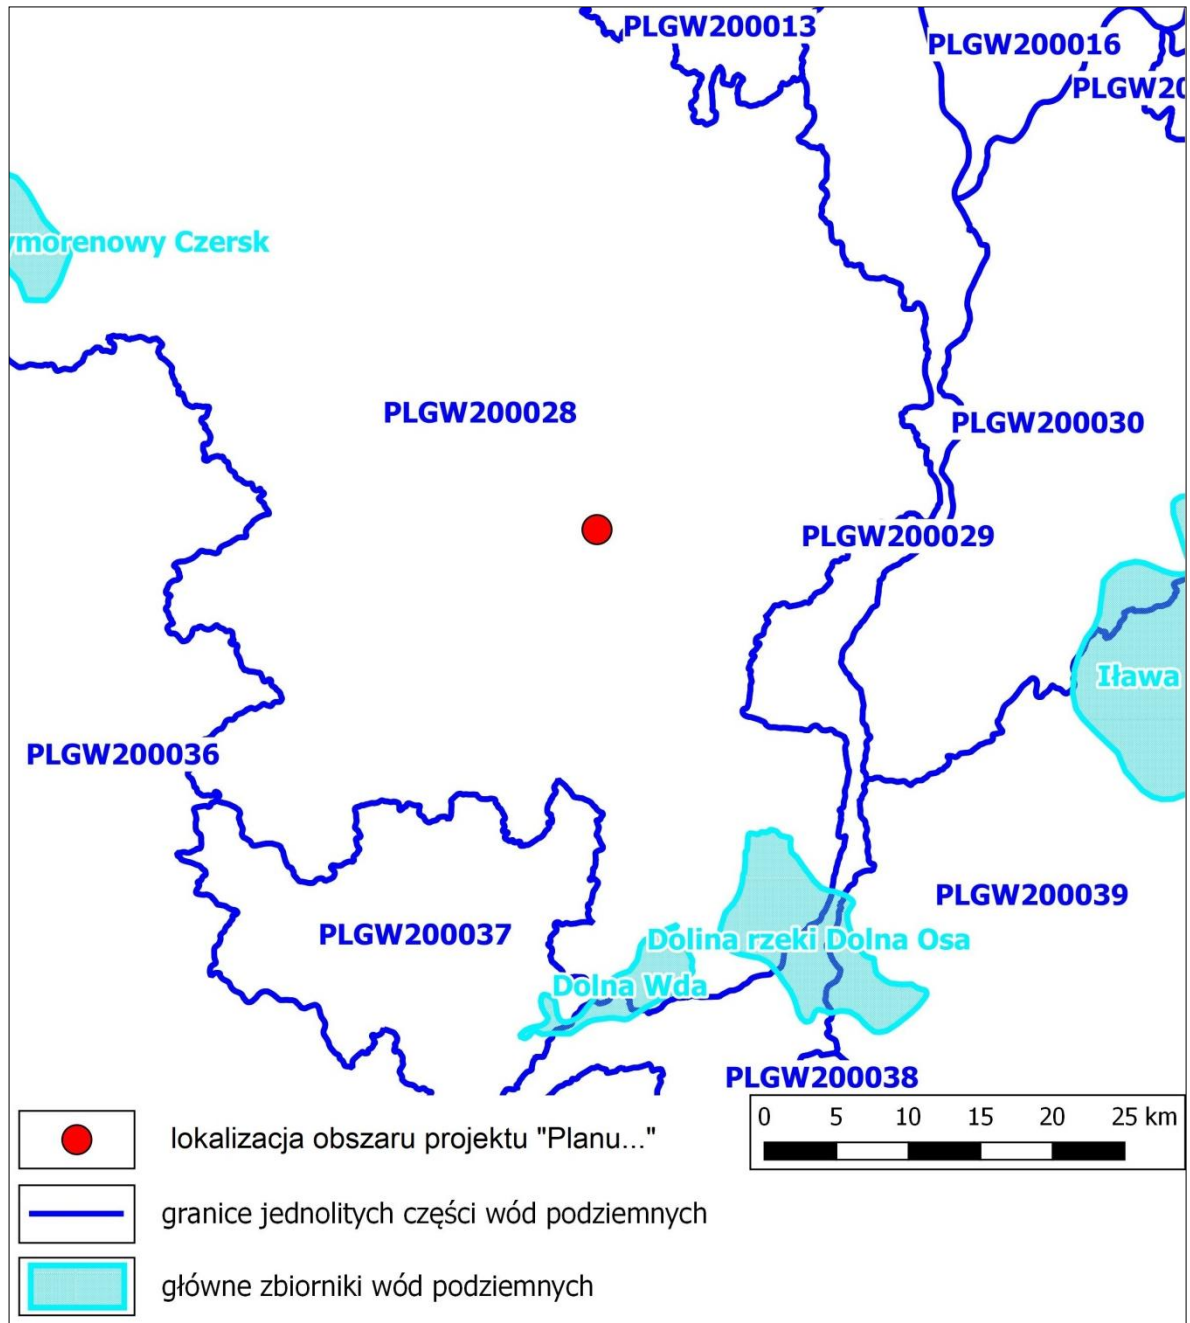 PLGW200013
PLGW200016
PLGW20
ymorenowy Czersk
PLGW200028
PLGW200030
PLGW200029
Iława
PLGW200036
PLGW200039
PLGW200037
Dolina rzeki Dolna Osa
Dolna Wda
PLGW200038
0 5 10 15 20 25 km
lokalizacja obszaru projektu "Planu..."
granice jednolitych części wód podziemnych
główne zbiorniki wód podziemnych